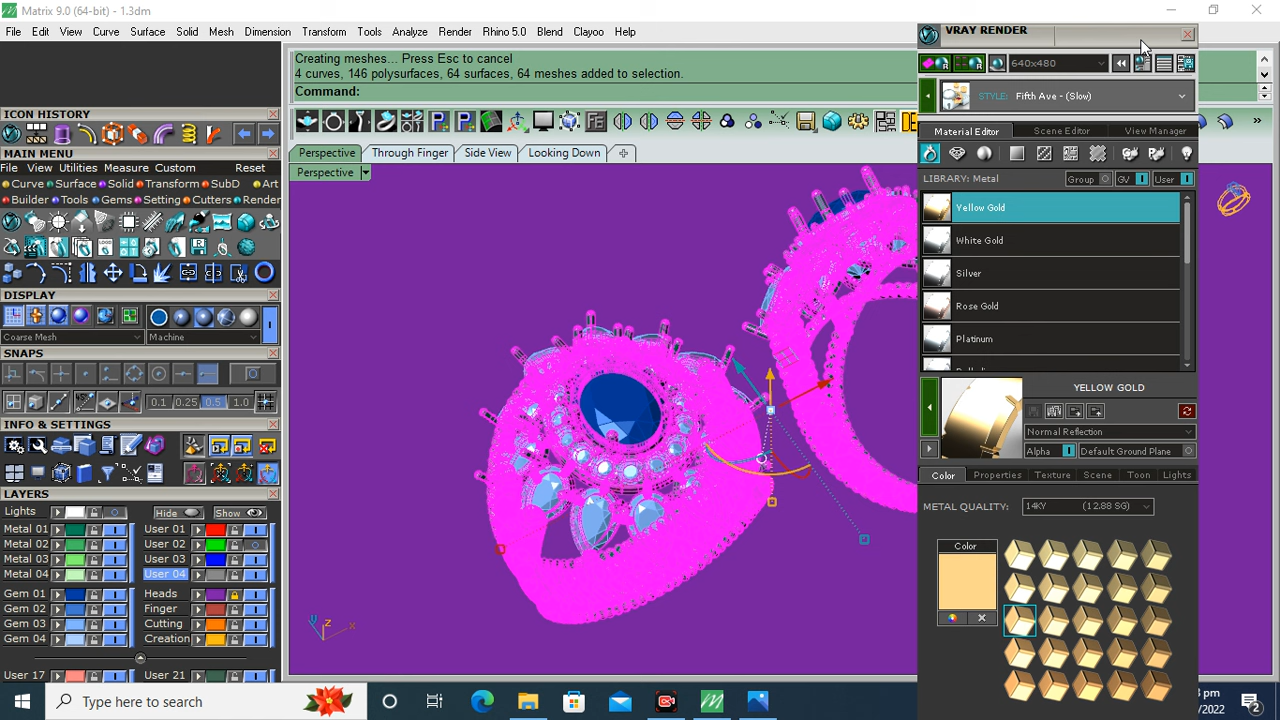 Matrix 9.0 (64-bit) - 1.3dm
File Edit View Curve Surface Solid Mesh Dimension Transform Tools Analyze Render Rhino 5.0 Blend Clayoo Help
Creating meshes... Press Esc to cancel
4 curves, 146 polysurfaces, 64 surfaces, 64 meshes added to selection.
Command:
ICON HISTORY
MAIN MENU
File View Utilities Measure Custom Reset
Curve Surface Solid Transform SubD Art
Builder Tools Gems Setting Cutters Render
DISPLAY
Coarse Mesh Machine
SNAPS
0.1 0.25 0.5 1.0
INFO & SETTINGS
LAYERS
Lights Hide Show
Metal 01 User 01
Metal 02 User 02
Metal 03 User 03
Metal 04 User 04
Gem 01 Heads
Gem 02 Finger
Gem 03 Cutting
Gem 04 Creation
User 17 User 21
Perspective Through Finger Side View Looking Down
Perspective
z
y
x
VRAY RENDER
640x480
STYLE: Fifth Ave - (Slow)
Material Editor Scene Editor View Manager
LIBRARY: Metal Group GV User
Yellow Gold
White Gold
Silver
Rose Gold
Platinum
YELLOW GOLD
Normal Reflection
Alpha Default Ground Plane
Color Properties Texture Scene Toon Lights
METAL QUALITY: 14KY (12.88 SG)
Color
Type here to search
pm
/2022
2